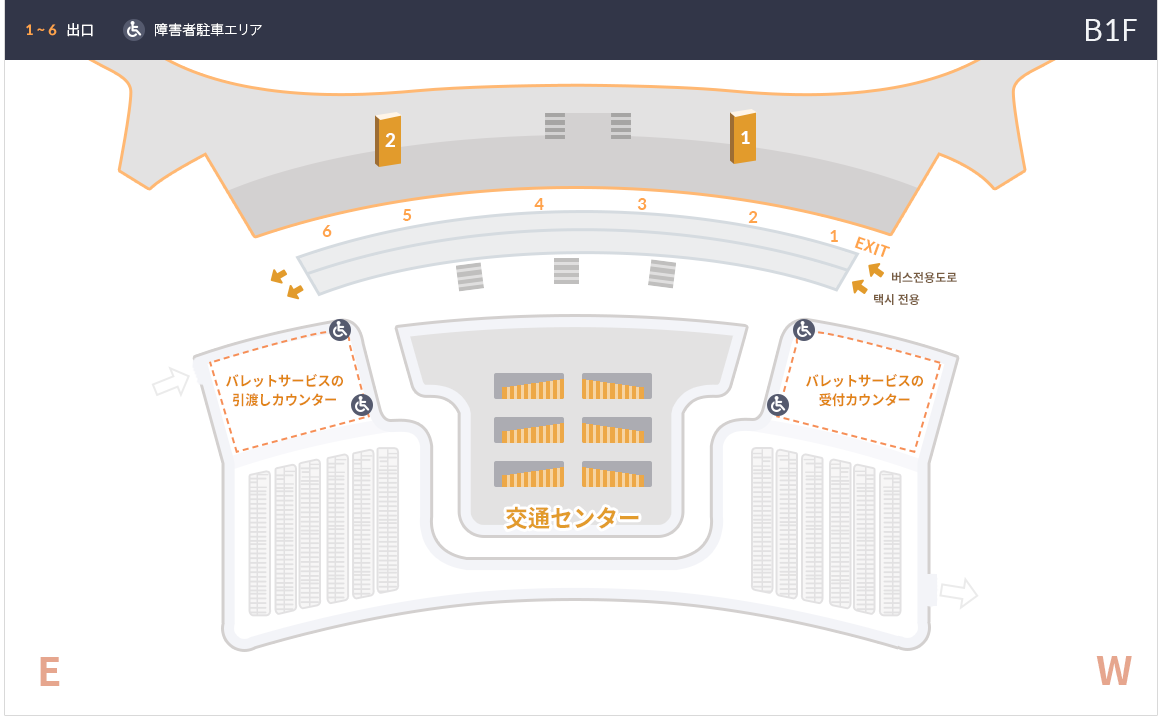 1~6 出口
障害者駐車エリア
B1F
2
1
6
5
4
3
2
1
EXIT
버스전용도로
택시 전용
バレットサービスの
引渡しカウンター
バレットサービスの
受付カウンター
交通センター
E
W